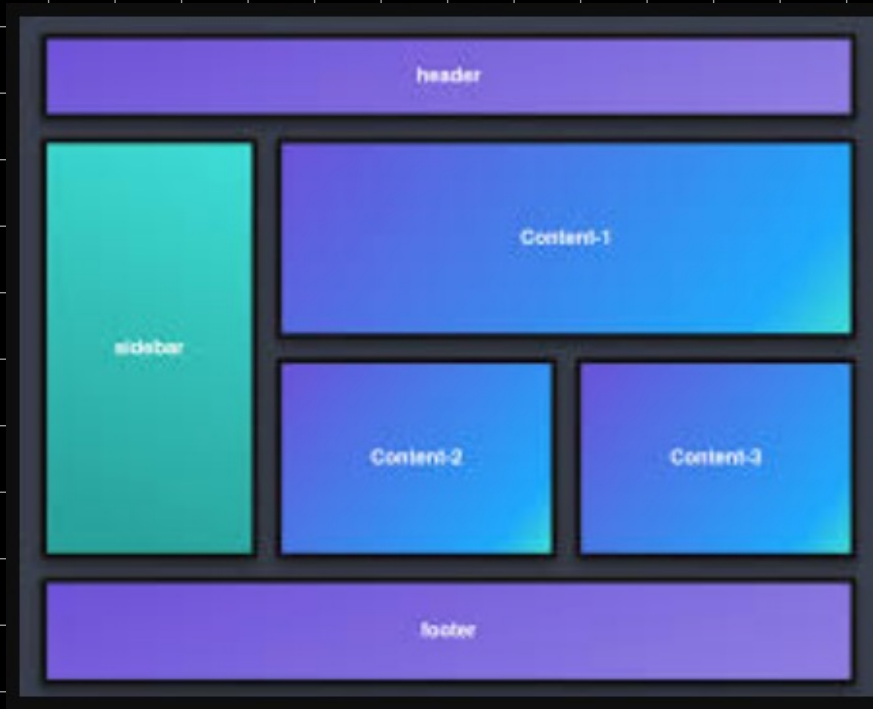 header
Content-1
sidebar
Content-2
Content-3
footer